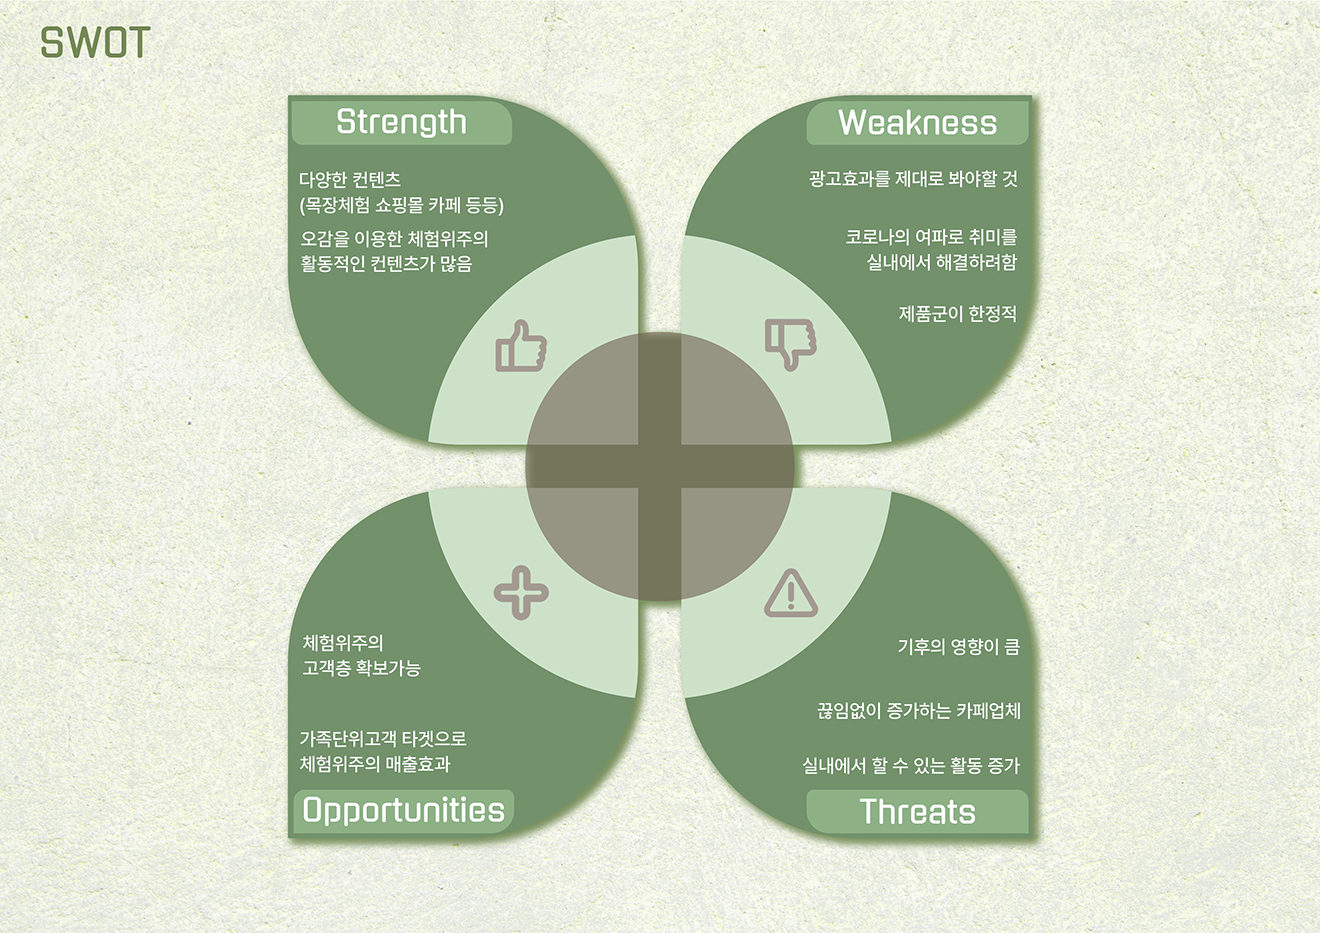 SWOT
Strength
다양한 컨텐츠
(목장체험 쇼핑몰 카페 등등)
오감을 이용한 체험위주의
활동적인 컨텐츠가 많음
Weakness
광고효과를 제대로 봐야할 것
코로나의 여파로 취미를
실내에서 해결하려함
제품군이 한정적
체험위주의
고객층 확보가능
가족단위고객 타겟으로
체험위주의 매출효과
Opportunities
기후의 영향이 큼
끊임없이 증가하는 카페업체
실내에서 할 수 있는 활동 증가
Threats